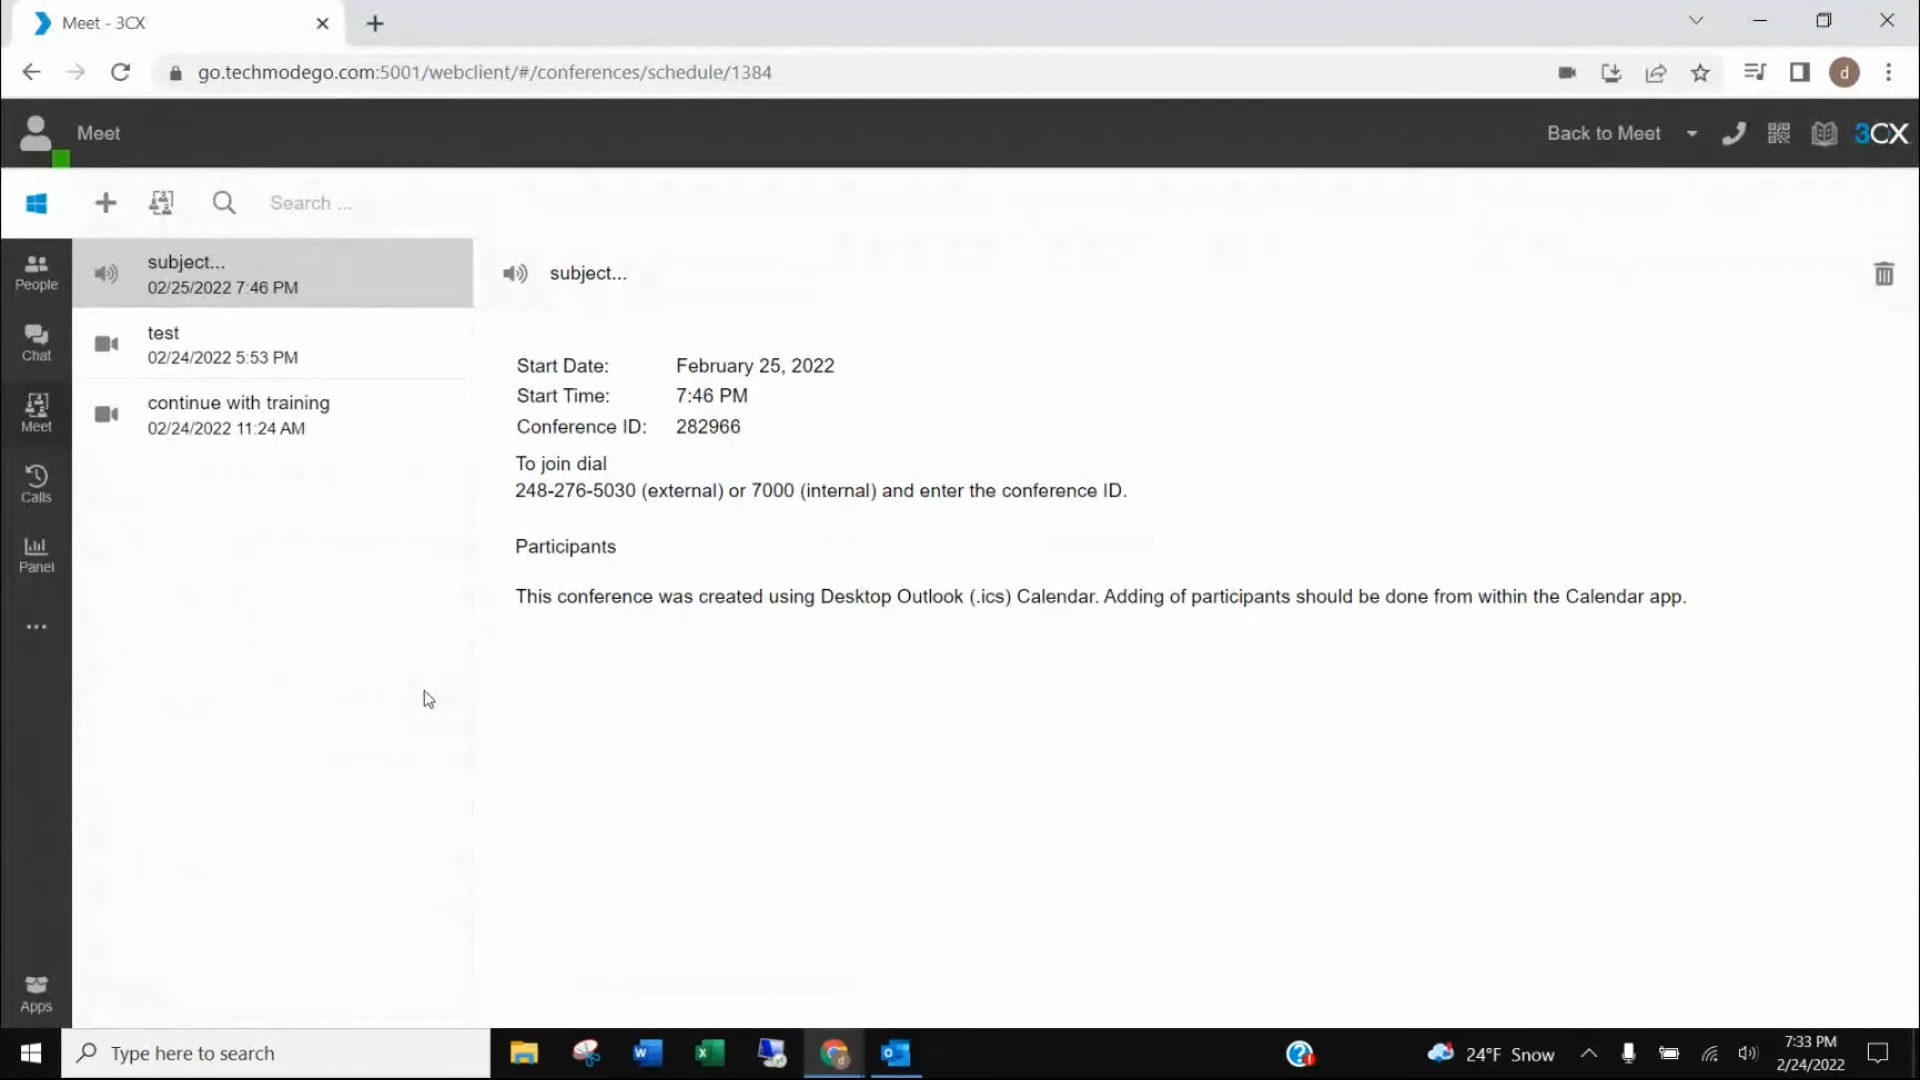 Meet - 3CX
go.techmodego.com:5001/webclient/#/conferences/schedule/1384
d
Meet
Back to Meet
3CX
Search ...
People
Chat
Meet
Calls
Panel
Apps
subject...
02/25/2022 7:46 PM
test
02/24/2022 5:53 PM
continue with training
02/24/2022 11:24 AM
subject...
Start Date: February 25, 2022
Start Time: 7:46 PM
Conference ID: 282966
To join dial
248-276-5030 (external) or 7000 (internal) and enter the conference ID.
Participants
This conference was created using Desktop Outlook (.ics) Calendar. Adding of participants should be done from within the Calendar app.
Type here to search
24°F Snow
7:33 PM
2/24/2022